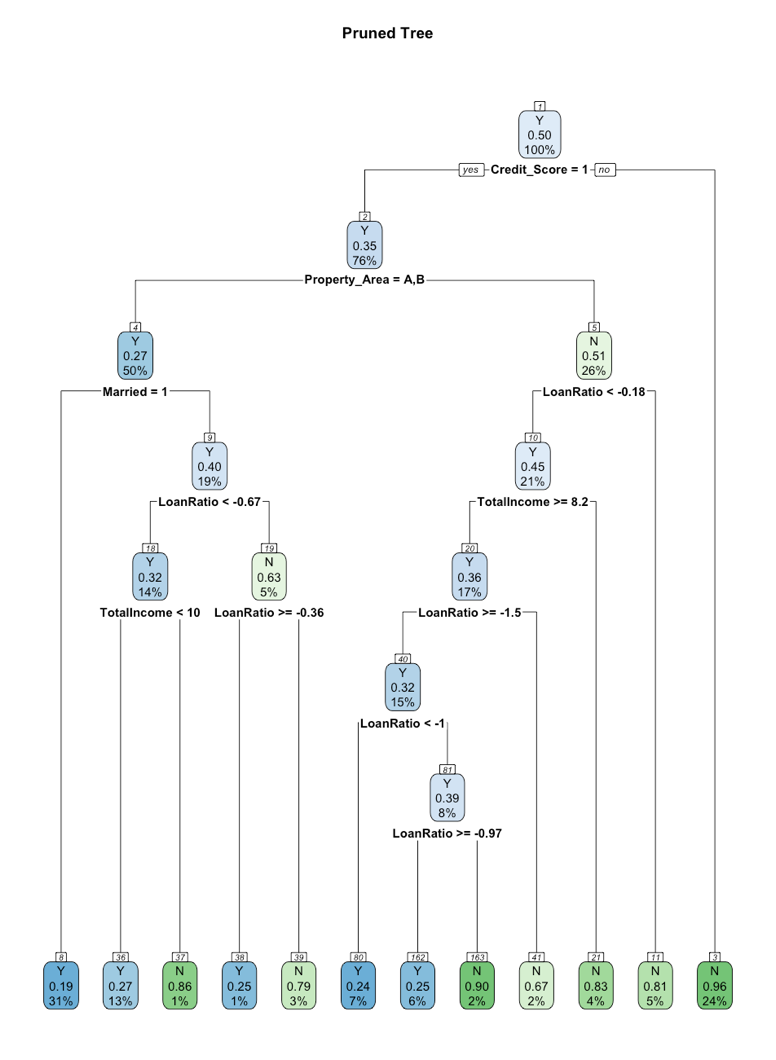 Pruned Tree
1
Y
0.50
100%
yes Credit_Score = 1 no
2
Y
0.35
76%
Property_Area = A,B
4
Y
0.27
50%
5
N
0.51
26%
Married = 1
LoanRatio < -0.18
9
Y
0.40
19%
10
Y
0.45
21%
LoanRatio < -0.67
TotalIncome >= 8.2
18
Y
0.32
14%
19
N
0.63
5%
20
Y
0.36
17%
TotalIncome < 10
LoanRatio >= -0.36
LoanRatio >= -1.5
40
Y
0.32
15%
LoanRatio < -1
81
Y
0.39
8%
LoanRatio >= -0.97
8
Y
0.19
31%
36
Y
0.27
13%
37
N
0.86
1%
38
Y
0.25
1%
39
N
0.79
3%
80
Y
0.24
7%
162
Y
0.25
6%
163
N
0.90
2%
41
N
0.67
2%
21
N
0.83
4%
11
N
0.81
5%
3
N
0.96
24%